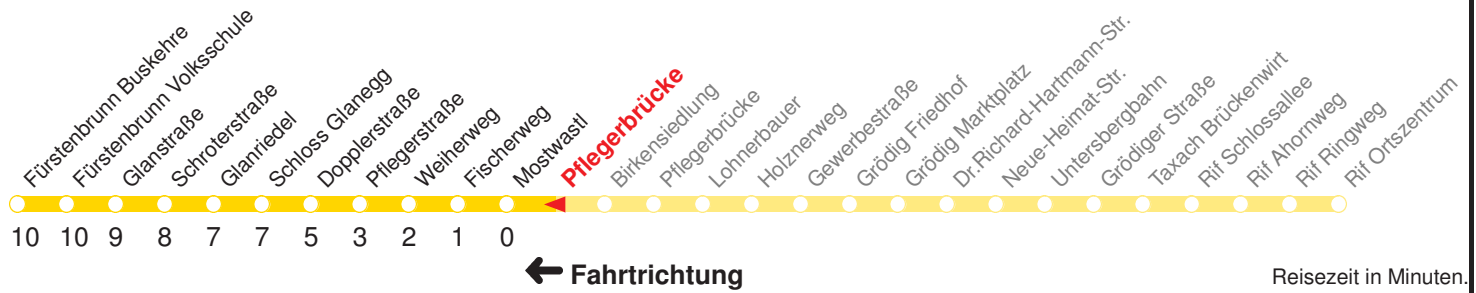 Fürstenbrunn Buskehre
Fürstenbrunn Volksschule
Glanstraße
Schroterstraße
Glanriedel
Schloss Glanegg
Dopplerstraße
Pflegerstraße
Weiherweg
Fischerweg
Mostwastl
Pflegerbrücke
Birkensiedlung
Pflegerbrücke
Lohnerbauer
Holznerweg
Gewerbestraße
Grödig Friedhof
Grödig Marktplatz
Dr.Richard-Hartmann-Str.
Neue-Heimat-Str.
Untersbergbahn
Grödiger Straße
Taxach Brückenwirt
Rif Schlossallee
Rif Ahornweg
Rif Ringweg
Rif Ortszentrum
10 10 9 8 7 7 5 3 2 1 0
Fahrtrichtung
Reisezeit in Minuten.